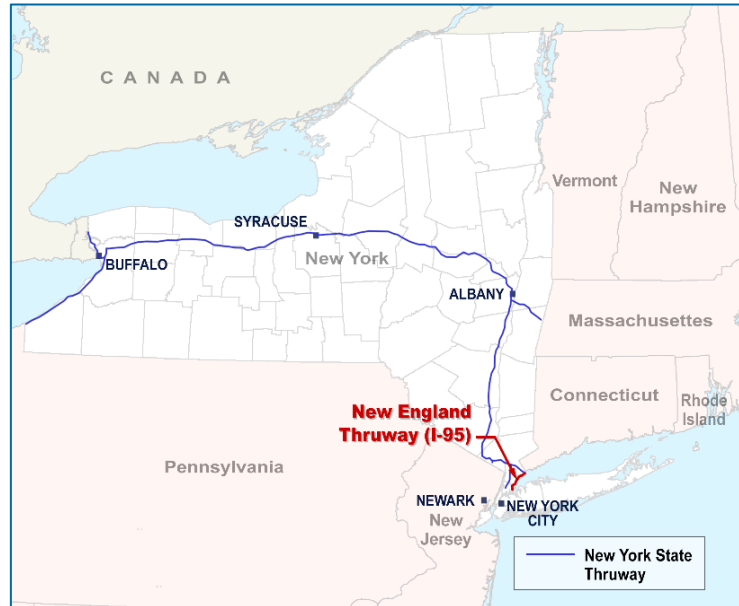 CANADA
Vermont
New
Hampshire
SYRACUSE
New York
BUFFALO
ALBANY
Massachusettes
Connecticut
Rhode
Island
New England
Thruway (I-95)
Pennsylvania
NEWARK
NEW YORK
CITY
New
Jersey
New York State
Thruway